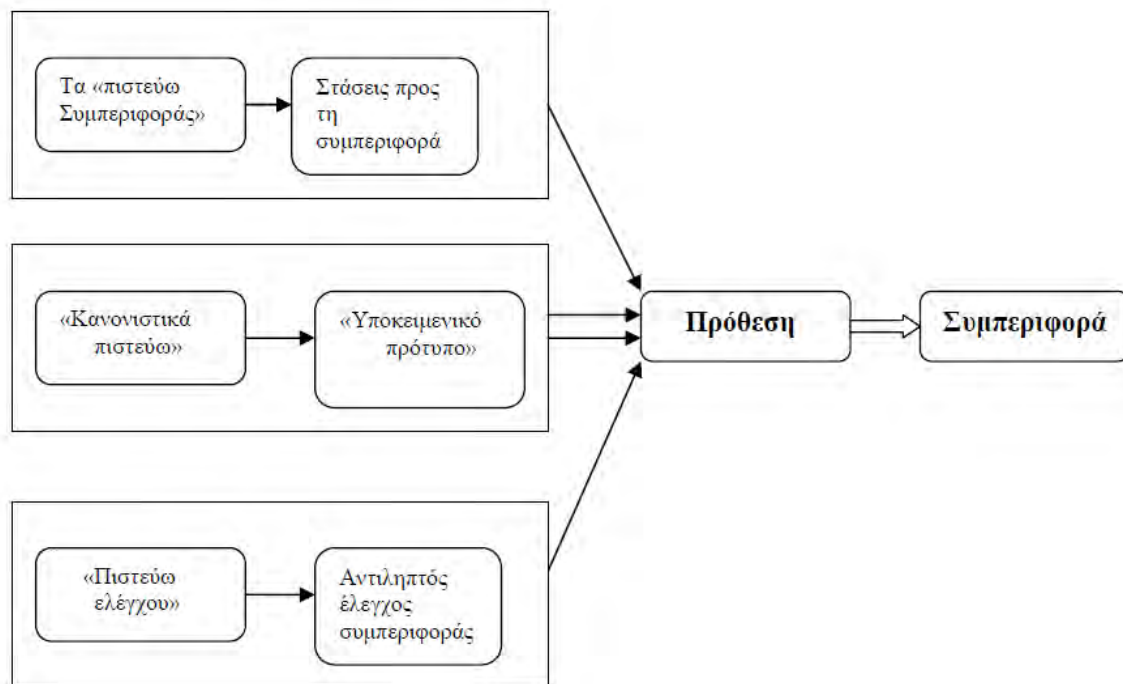 Τα «πιστεύω
Συμπεριφοράς»
Στάσεις προς
τη
συμπεριφορά
«Κανονιστικά
πιστεύω»
«Υποκειμενικό
πρότυπο»
Πρόθεση
Συμπεριφορά
«Πιστεύω
ελέγχου»
Αντιληπτός
έλεγχος
συμπεριφοράς